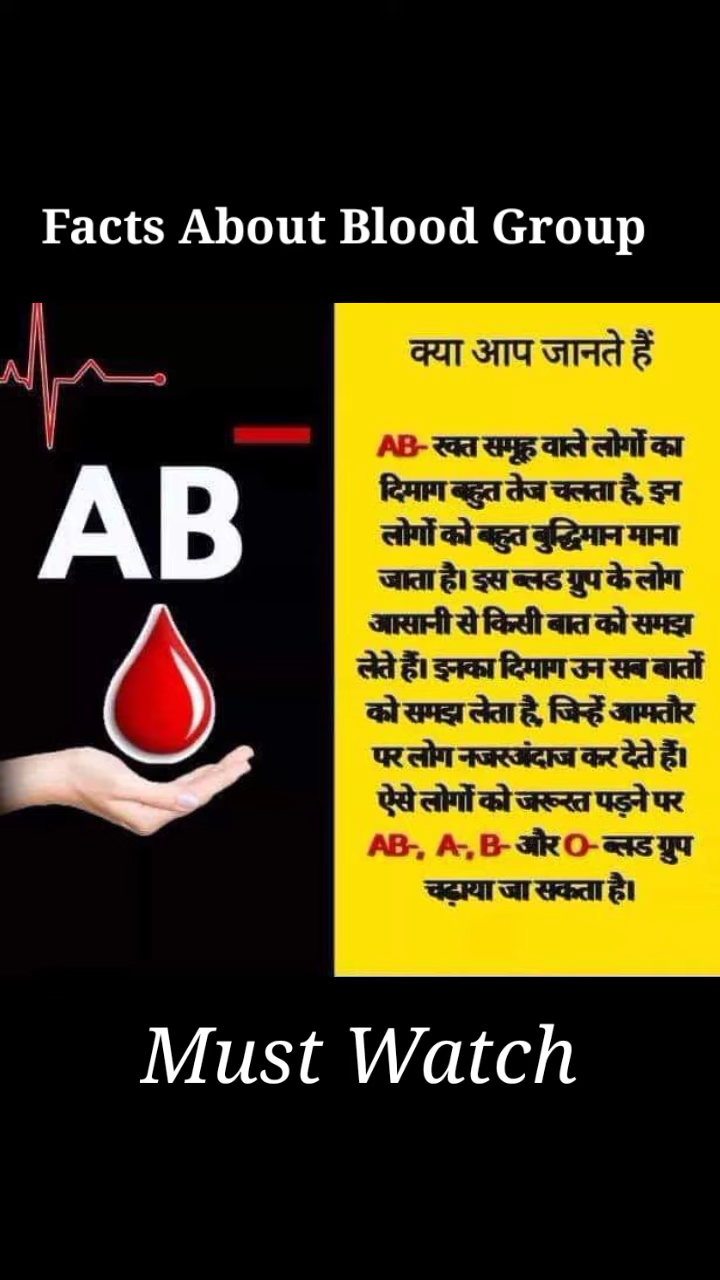 Facts About Blood Group
AB-
क्या आप जानते हैं
AB- रक्त समूह वाले लोगों का
दिमाग बहुत तेज चलता है, इन
लोगों को बहुत बुद्धिमान माना
जाता है। इस ब्लड ग्रुप के लोग
आसानी से किसी बात को समझ
लेते हैं। इनका दिमाग उन सब बातों
को समझ लेता है, जिन्हें आमतौर
पर लोग नजरअंदाज कर देते हैं।
ऐसे लोगों को जरूरत पड़ने पर
AB-, A-, B- और O- ब्लड ग्रुप
चढ़ाया जा सकता है।
Must Watch